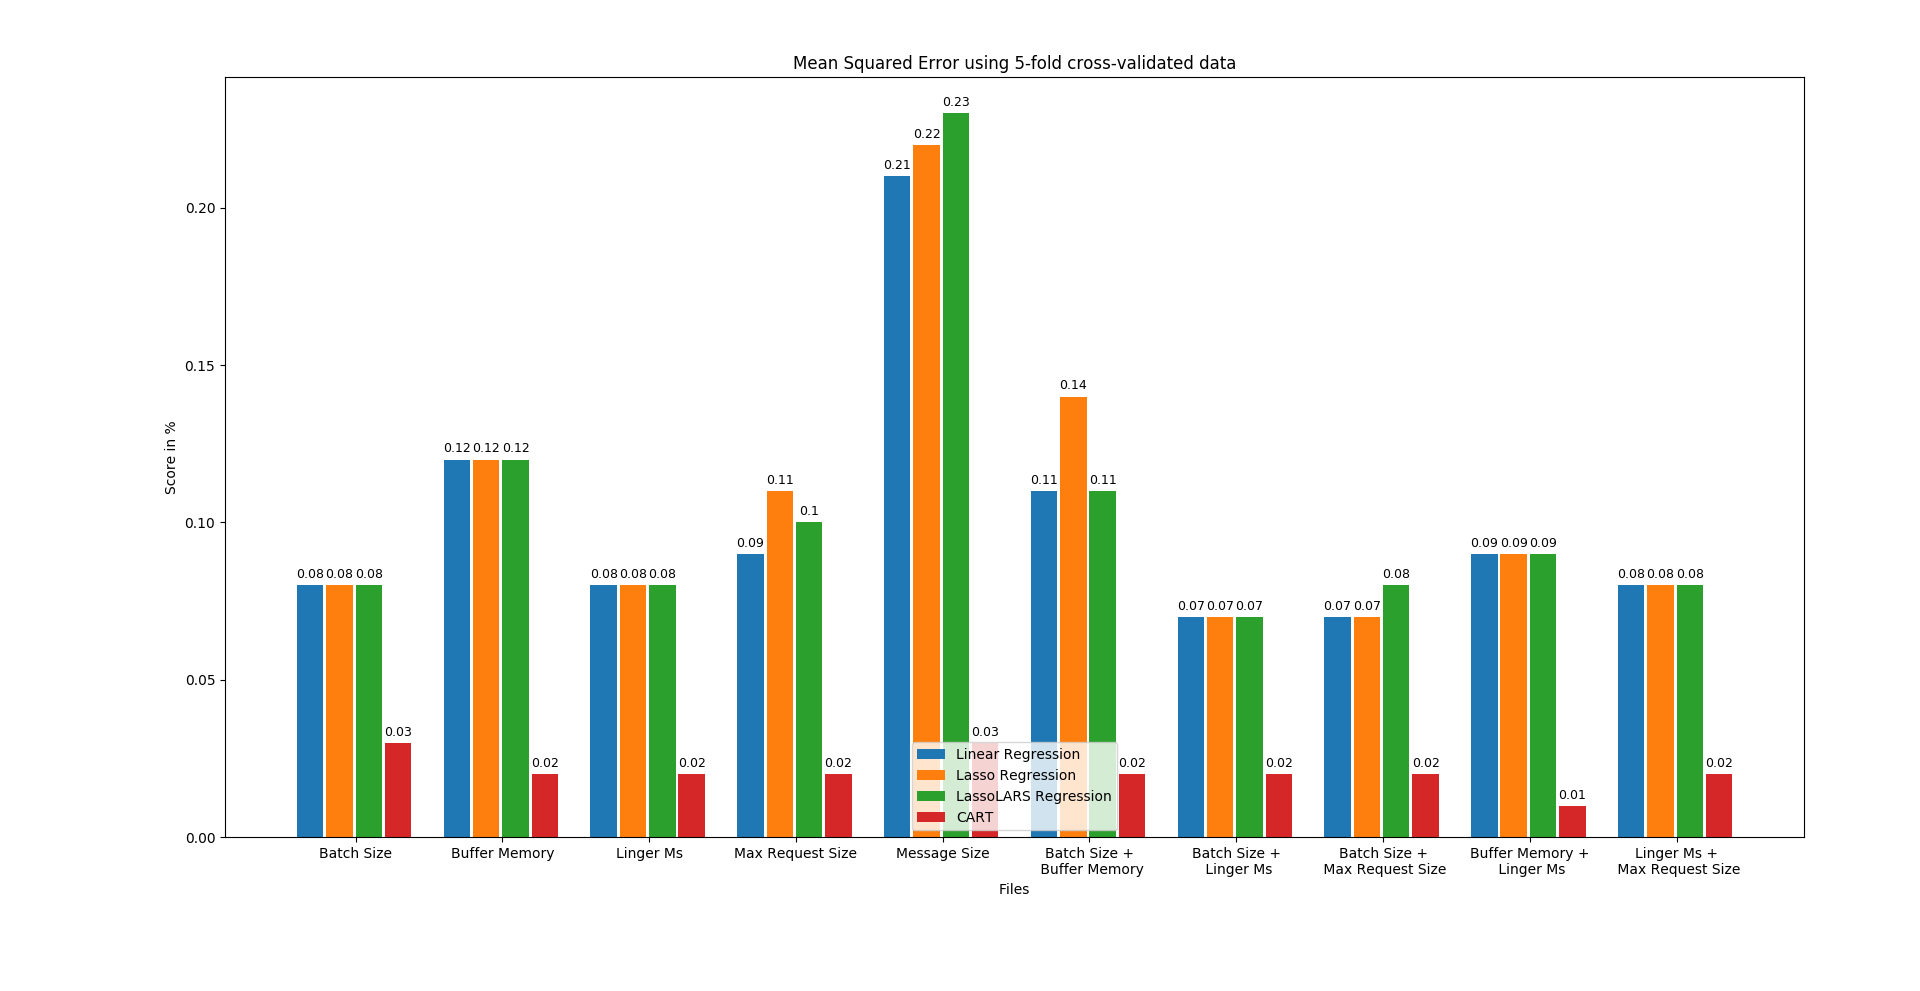 Mean Squared Error using 5-fold cross-validated data
Score in %
0.20
0.15
0.10
0.05
0.00
0.08 0.08 0.08 0.03
0.12 0.12 0.12 0.02
0.08 0.08 0.08 0.02
0.09 0.11 0.1 0.02
0.21 0.22 0.23 0.03
0.11 0.14 0.11 0.02
0.07 0.07 0.07 0.02
0.07 0.07 0.08 0.02
0.09 0.09 0.09 0.01
0.08 0.08 0.08 0.02
Linear Regression
Lasso Regression
LassoLARS Regression
CART
Batch Size
Buffer Memory
Linger Ms
Max Request Size
Message Size
Batch Size +
Buffer Memory
Batch Size +
Linger Ms
Batch Size +
Max Request Size
Buffer Memory +
Linger Ms
Linger Ms +
Max Request Size
Files